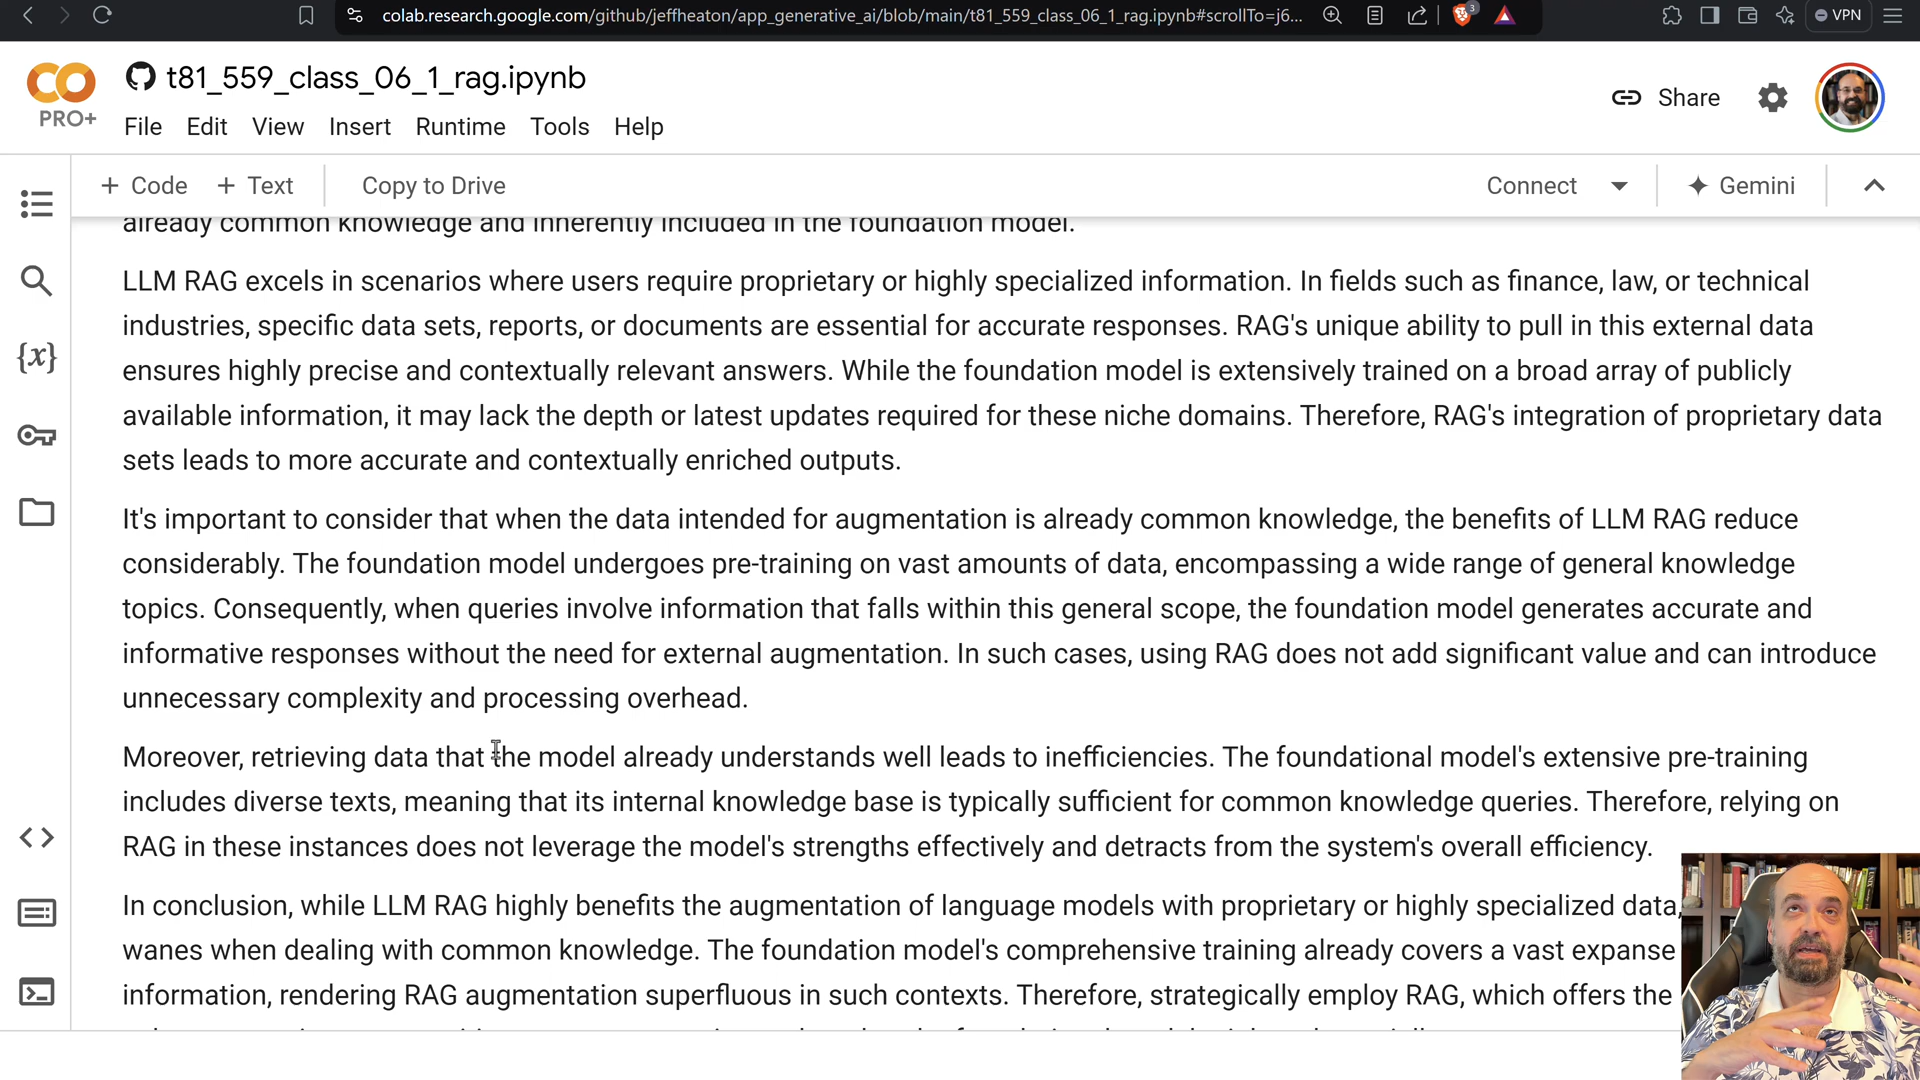 colab.research.google.com/github/jeffheaton/app_generative_ai/blob/main/t81_559_class_06_1_rag.ipynb#scrollTo=j6...
3
VPN
CO
PRO+
t81_559_class_06_1_rag.ipynb
File Edit View Insert Runtime Tools Help
Share
+ Code + Text Copy to Drive
Connect
Gemini
already common knowledge and inherently included in the foundation model.
LLM RAG excels in scenarios where users require proprietary or highly specialized information. In fields such as finance, law, or technical
industries, specific data sets, reports, or documents are essential for accurate responses. RAG's unique ability to pull in this external data
ensures highly precise and contextually relevant answers. While the foundation model is extensively trained on a broad array of publicly
available information, it may lack the depth or latest updates required for these niche domains. Therefore, RAG's integration of proprietary data
sets leads to more accurate and contextually enriched outputs.
It's important to consider that when the data intended for augmentation is already common knowledge, the benefits of LLM RAG reduce
considerably. The foundation model undergoes pre-training on vast amounts of data, encompassing a wide range of general knowledge
topics. Consequently, when queries involve information that falls within this general scope, the foundation model generates accurate and
informative responses without the need for external augmentation. In such cases, using RAG does not add significant value and can introduce
unnecessary complexity and processing overhead.
Moreover, retrieving data that the model already understands well leads to inefficiencies. The foundational model's extensive pre-training
includes diverse texts, meaning that its internal knowledge base is typically sufficient for common knowledge queries. Therefore, relying on
RAG in these instances does not leverage the model's strengths effectively and detracts from the system's overall efficiency.
In conclusion, while LLM RAG highly benefits the augmentation of language models with proprietary or highly specialized data,
wanes when dealing with common knowledge. The foundation model's comprehensive training already covers a vast expanse
information, rendering RAG augmentation superfluous in such contexts. Therefore, strategically employ RAG, which offers the